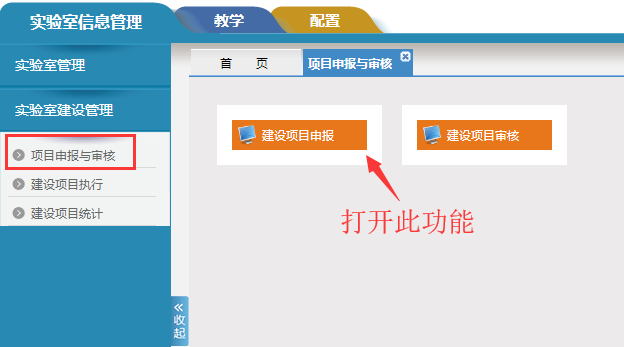 实验室信息管理
教学
配置
实验室管理
实验室建设管理
项目申报与审核
建设项目执行
建设项目统计
首 页
项目申报与审核
建设项目申报
建设项目审核
打开此功能
收起